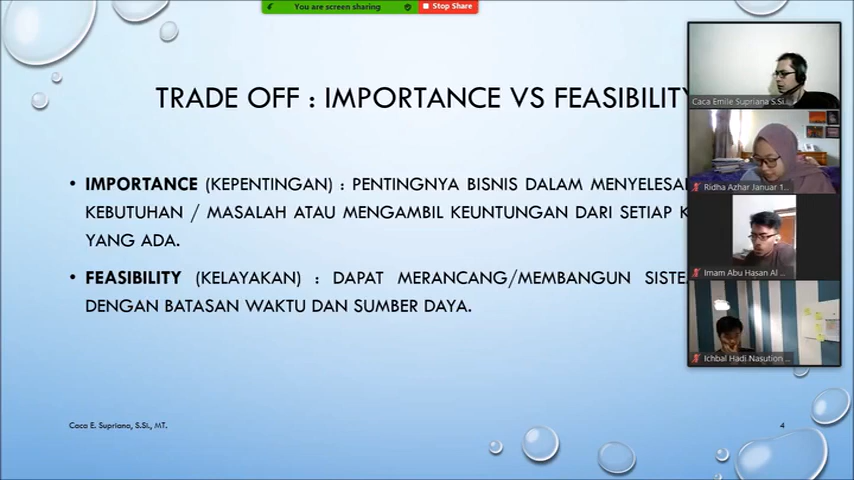 You are screen sharing
Stop Share
TRADE OFF : IMPORTANCE VS FEASIBILITY
• IMPORTANCE (KEPENTINGAN) : PENTINGNYA BISNIS DALAM
KEBUTUHAN / MASALAH ATAU MENGAMBIL KEUNTUNGAN DARI SETIAP
YANG ADA.
• FEASIBILITY (KELAYAKAN) : DAPAT MERANCANG/MEMBANGUN
DENGAN BATASAN WAKTU DAN SUMBER DAYA.
Caca Emile Supriana S.Si...
Ridha Azhar Januar 1...
Imam Abu Hasan Al ...
Ichbal Hadi Nasution ...
Caca E. Supriana, S.Si., MT.
4